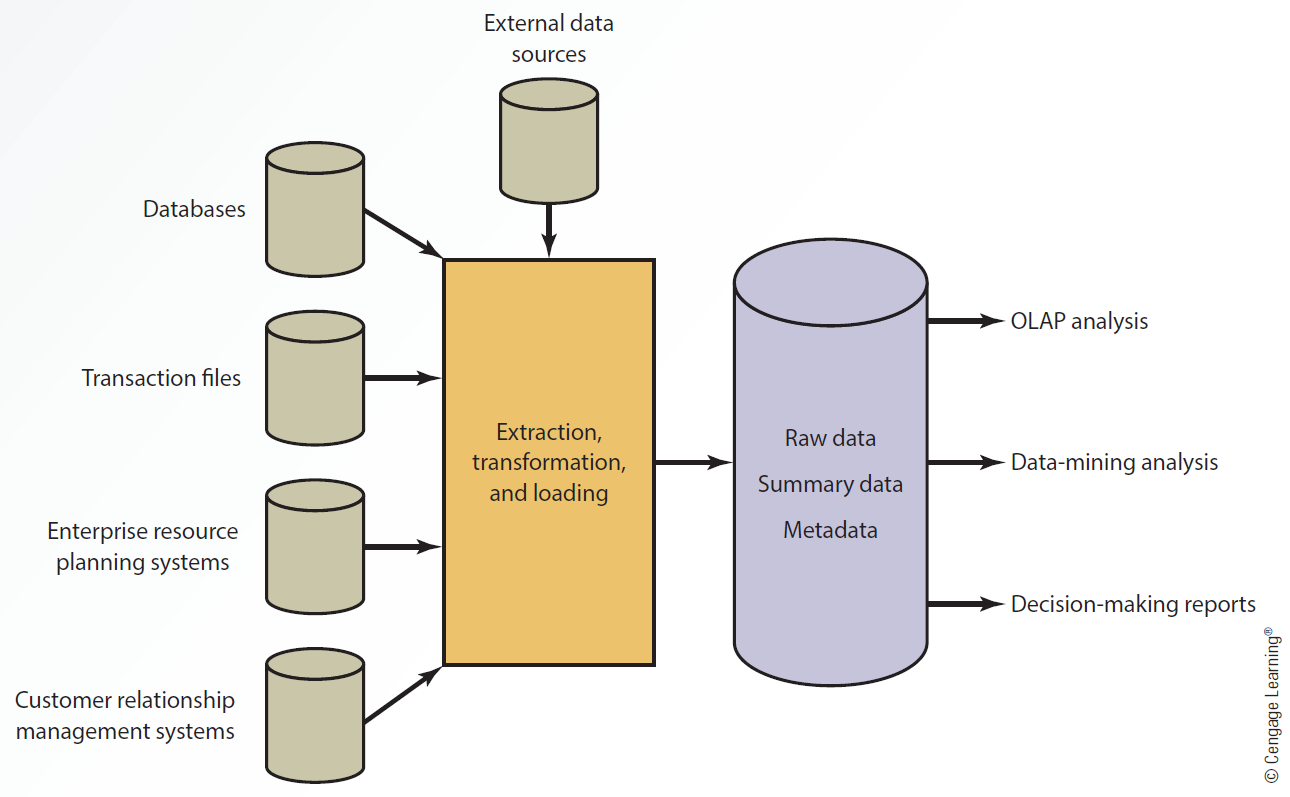 External data
sources
Databases
Transaction files
Enterprise resource
planning systems
Customer relationship
management systems
Extraction,
transformation,
and loading
Raw data
Summary data
Metadata
OLAP analysis
Data-mining analysis
Decision-making reports
© Cengage Learning®